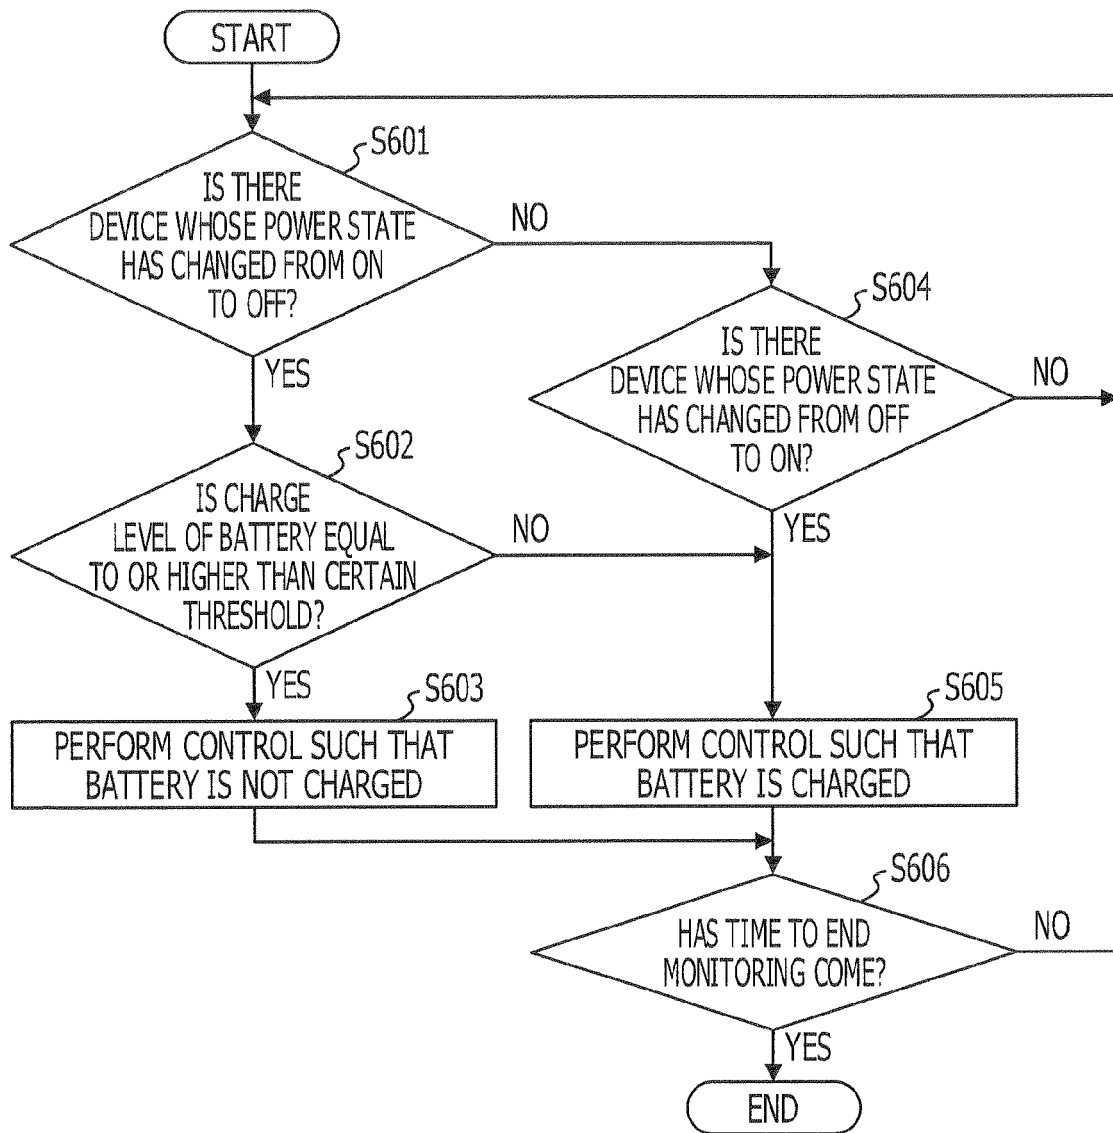 START
S601
IS THERE
DEVICE WHOSE POWER STATE
HAS CHANGED FROM ON
TO OFF?
NO
YES
S604
IS THERE
DEVICE WHOSE POWER STATE
HAS CHANGED FROM OFF
TO ON?
NO
YES
S602
IS CHARGE
LEVEL OF BATTERY EQUAL
TO OR HIGHER THAN CERTAIN
THRESHOLD?
NO
YES
S603
PERFORM CONTROL SUCH THAT
BATTERY IS NOT CHARGED
S605
PERFORM CONTROL SUCH THAT
BATTERY IS CHARGED
S606
HAS TIME TO END
MONITORING COME?
NO
YES
END